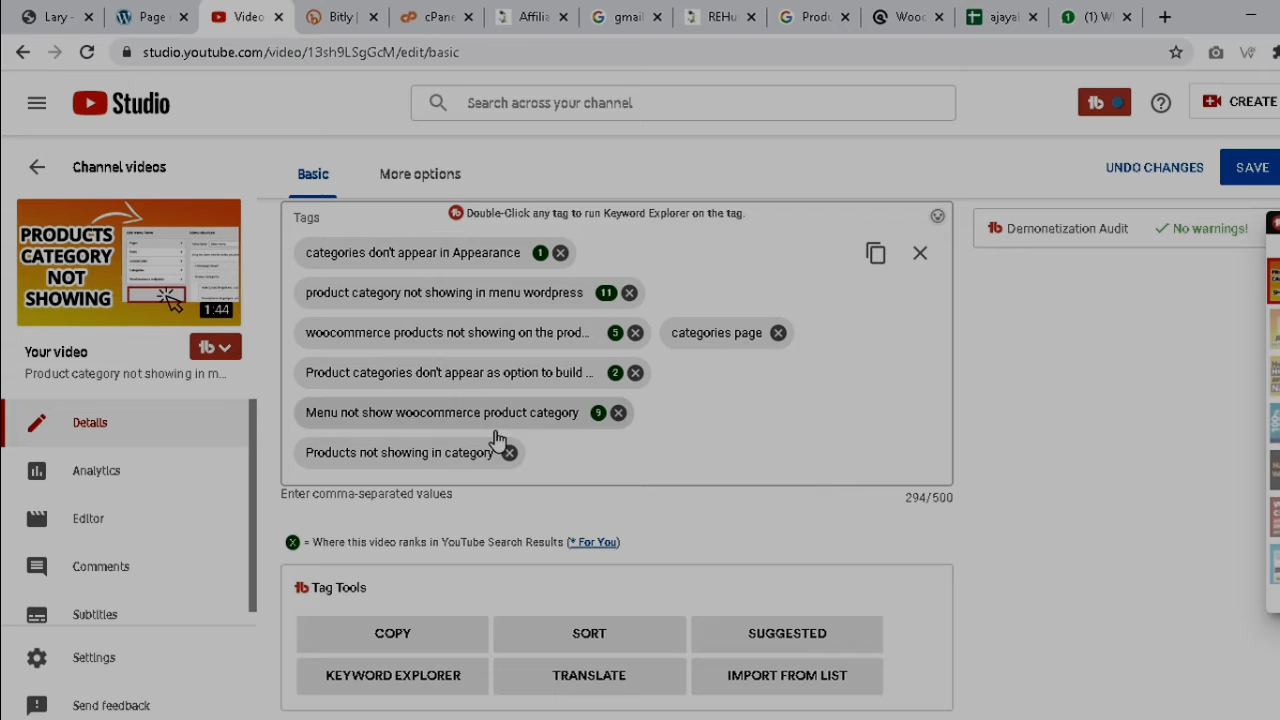 Lary -
Page
Video
Bitly |
cPane
Affilia
gmail
REHu
Produ
Wooc
ajayal
(1) W
studio.youtube.com/video/13sh9LSgGcM/edit/basic
Studio
Search across your channel
CREATE
Channel videos
Basic
More options
UNDO CHANGES
SAVE
Tags
Double-Click any tag to run Keyword Explorer on the tag.
Demonetization Audit
No warnings!
PRODUCTS
CATEGORY
NOT
SHOWING
1:44
categories don't appear in Appearance 1
product category not showing in menu wordpress 11
woocommerce products not showing on the prod... 5
categories page
Product categories don't appear as option to build ... 2
Menu not show woocommerce product category 9
Products not showing in category
Your video
Product category not showing in m...
Details
Analytics
Editor
Comments
Subtitles
Settings
Send feedback
Enter comma-separated values
294/500
X = Where this video ranks in YouTube Search Results (* For You)
Tag Tools
COPY
SORT
SUGGESTED
KEYWORD EXPLORER
TRANSLATE
IMPORT FROM LIST